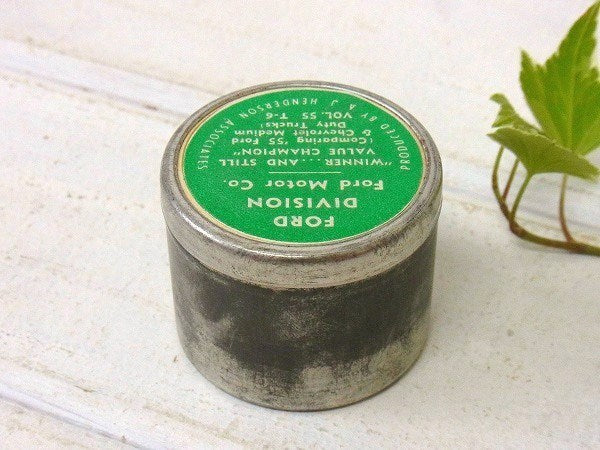 FORD
DIVISION
Ford Motor Co.
"WINNER...AND STILL
VALUE CHAMPION"
(Comparing '55 Ford
& Chevrolet Medium
Duty Trucks)
VOL. 55 T-6
PRODUCED BY A J HENDERSON ASSOCIATES